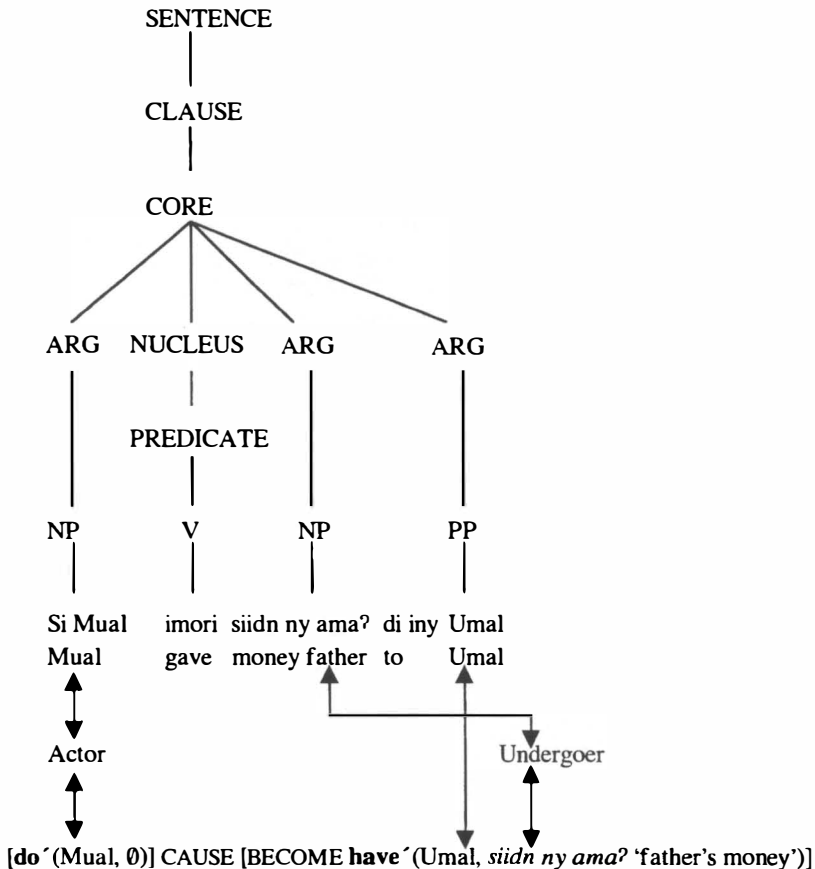 SENTENCE
CLAUSE
CORE
ARG NUCLEUS ARG ARG
PREDICATE
NP V NP PP
Si Mual imori siidn ny ama? di iny Umal
Mual gave money father to Umal
Actor Undergoer
[do´(Mual, 0)] CAUSE [BECOME have´(Umal, siidn ny ama? ‘father's money’)]